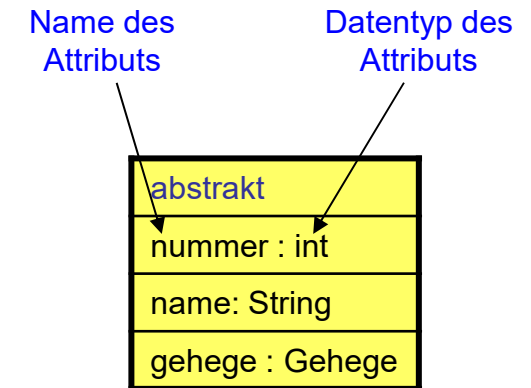 Name des
Attributs
Datentyp des
Attributs
abstrakt
nummer : int
name: String
gehege : Gehege